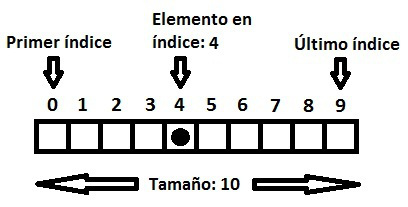 Elemento en
índice: 4
Primer índice
Último índice
0 1 2 3 4 5 6 7 8 9
Tamaño: 10